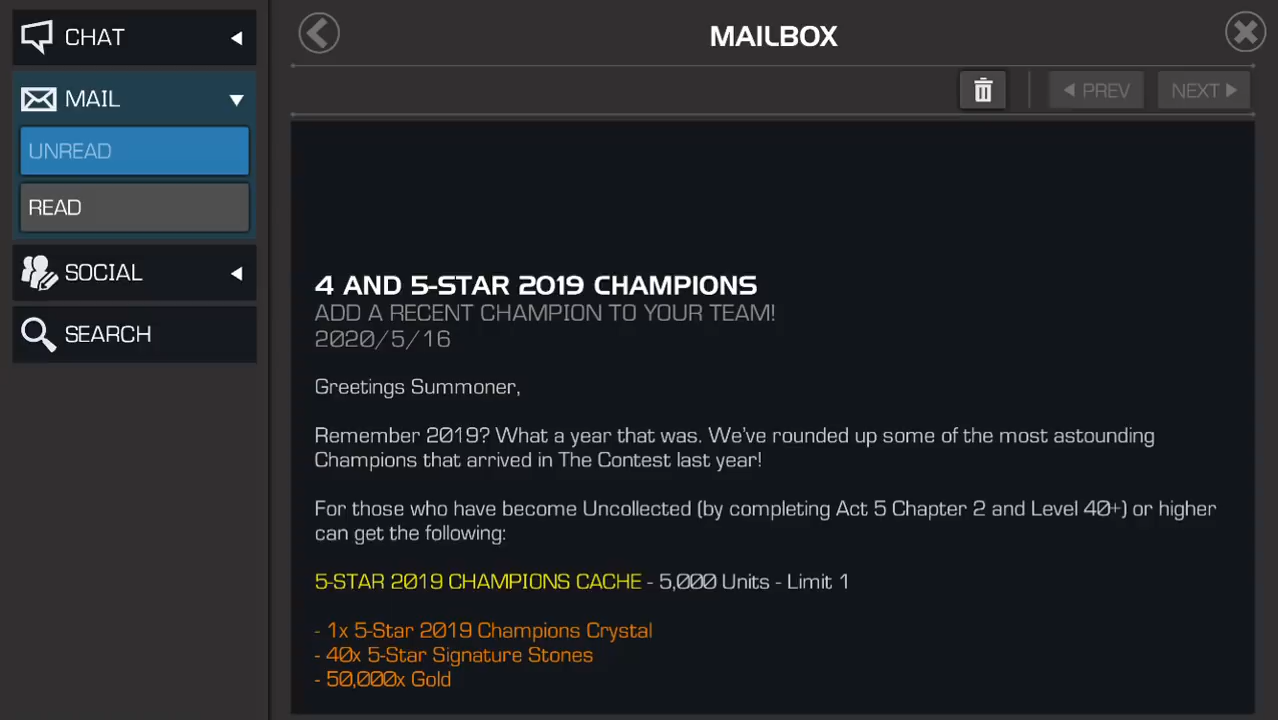 CHAT
MAIL
UNREAD
READ
SOCIAL
SEARCH
MAILBOX
PREV
NEXT
4 AND 5-STAR 2019 CHAMPIONS
ADD A RECENT CHAMPION TO YOUR TEAM!
2020/5/16
Greetings Summoner,
Remember 2019? What a year that was. We've rounded up some of the most astounding
Champions that arrived in The Contest last year!
For those who have become Uncollected (by completing Act 5 Chapter 2 and Level 40+) or higher
can get the following:
5-STAR 2019 CHAMPIONS CACHE - 5,000 Units - Limit 1
- 1x 5-Star 2019 Champions Crystal
- 40x 5-Star Signature Stones
- 50,000x Gold